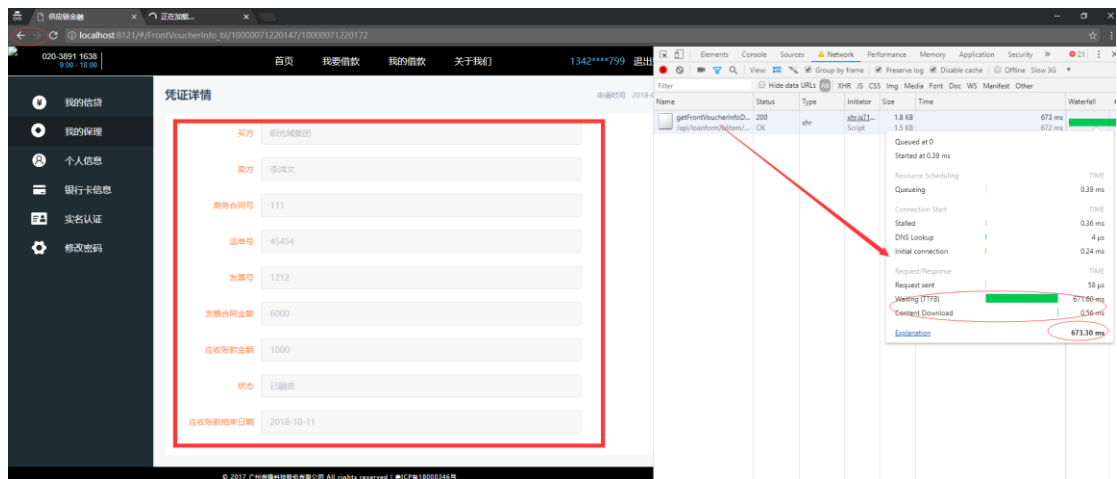 供应链金融
正在加载...
localhost:8121/#/FrontVoucherInfo_bl/10000071220147/10000071220172
020-3891 1638
9:00 - 18:00
首页 我要借款 我的借款 关于我们 1342****799 退出
我的信贷
我的保理
个人信息
银行卡信息
实名认证
修改密码
凭证详情
申请时间 2018-
买方 阳光城集团
卖方 李鸿文
商务合同号 111
运单号 45454
发票号 1212
发票合同金额 6000
应收账款金额 1000
状态 已融资
应收账款结束日期 2018-10-11
Elements Console Sources Network Performance Memory Application Security » 21
View: Group by frame Preserve log Disable cache Offline Slow 3G
Filter Hide data URLs All XHR JS CSS Img Media Font Doc WS Manifest Other
Name Status Type Initiator Size Time Waterfall
getFrontVoucherInfoD... 200 xhr xhr.js?1... 1.8 KB 673 ms
/api/loanform/blitem/... OK Script 1.5 KB 672 ms
Queued at 0
Started at 0.39 ms
Resource Scheduling TIME
Queueing 0.39 ms
Connection Start TIME
Stalled 0.36 ms
DNS Lookup 4 μs
Initial connection 0.24 ms
Request/Response TIME
Request sent 58 μs
Waiting (TTFB) 671.60 ms
Content Download 0.56 ms
Explanation 673.30 ms